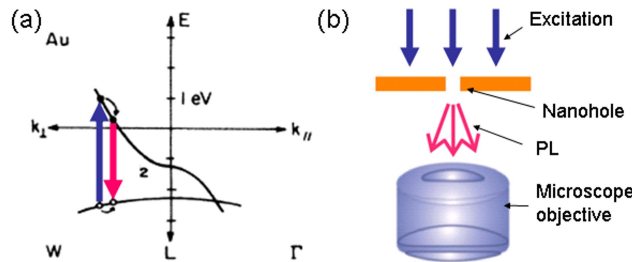 (a)
Au
E
1 eV
k⊥
k//
2
W
L
Γ
(b)
Excitation
Nanohole
PL
Microscope
objective